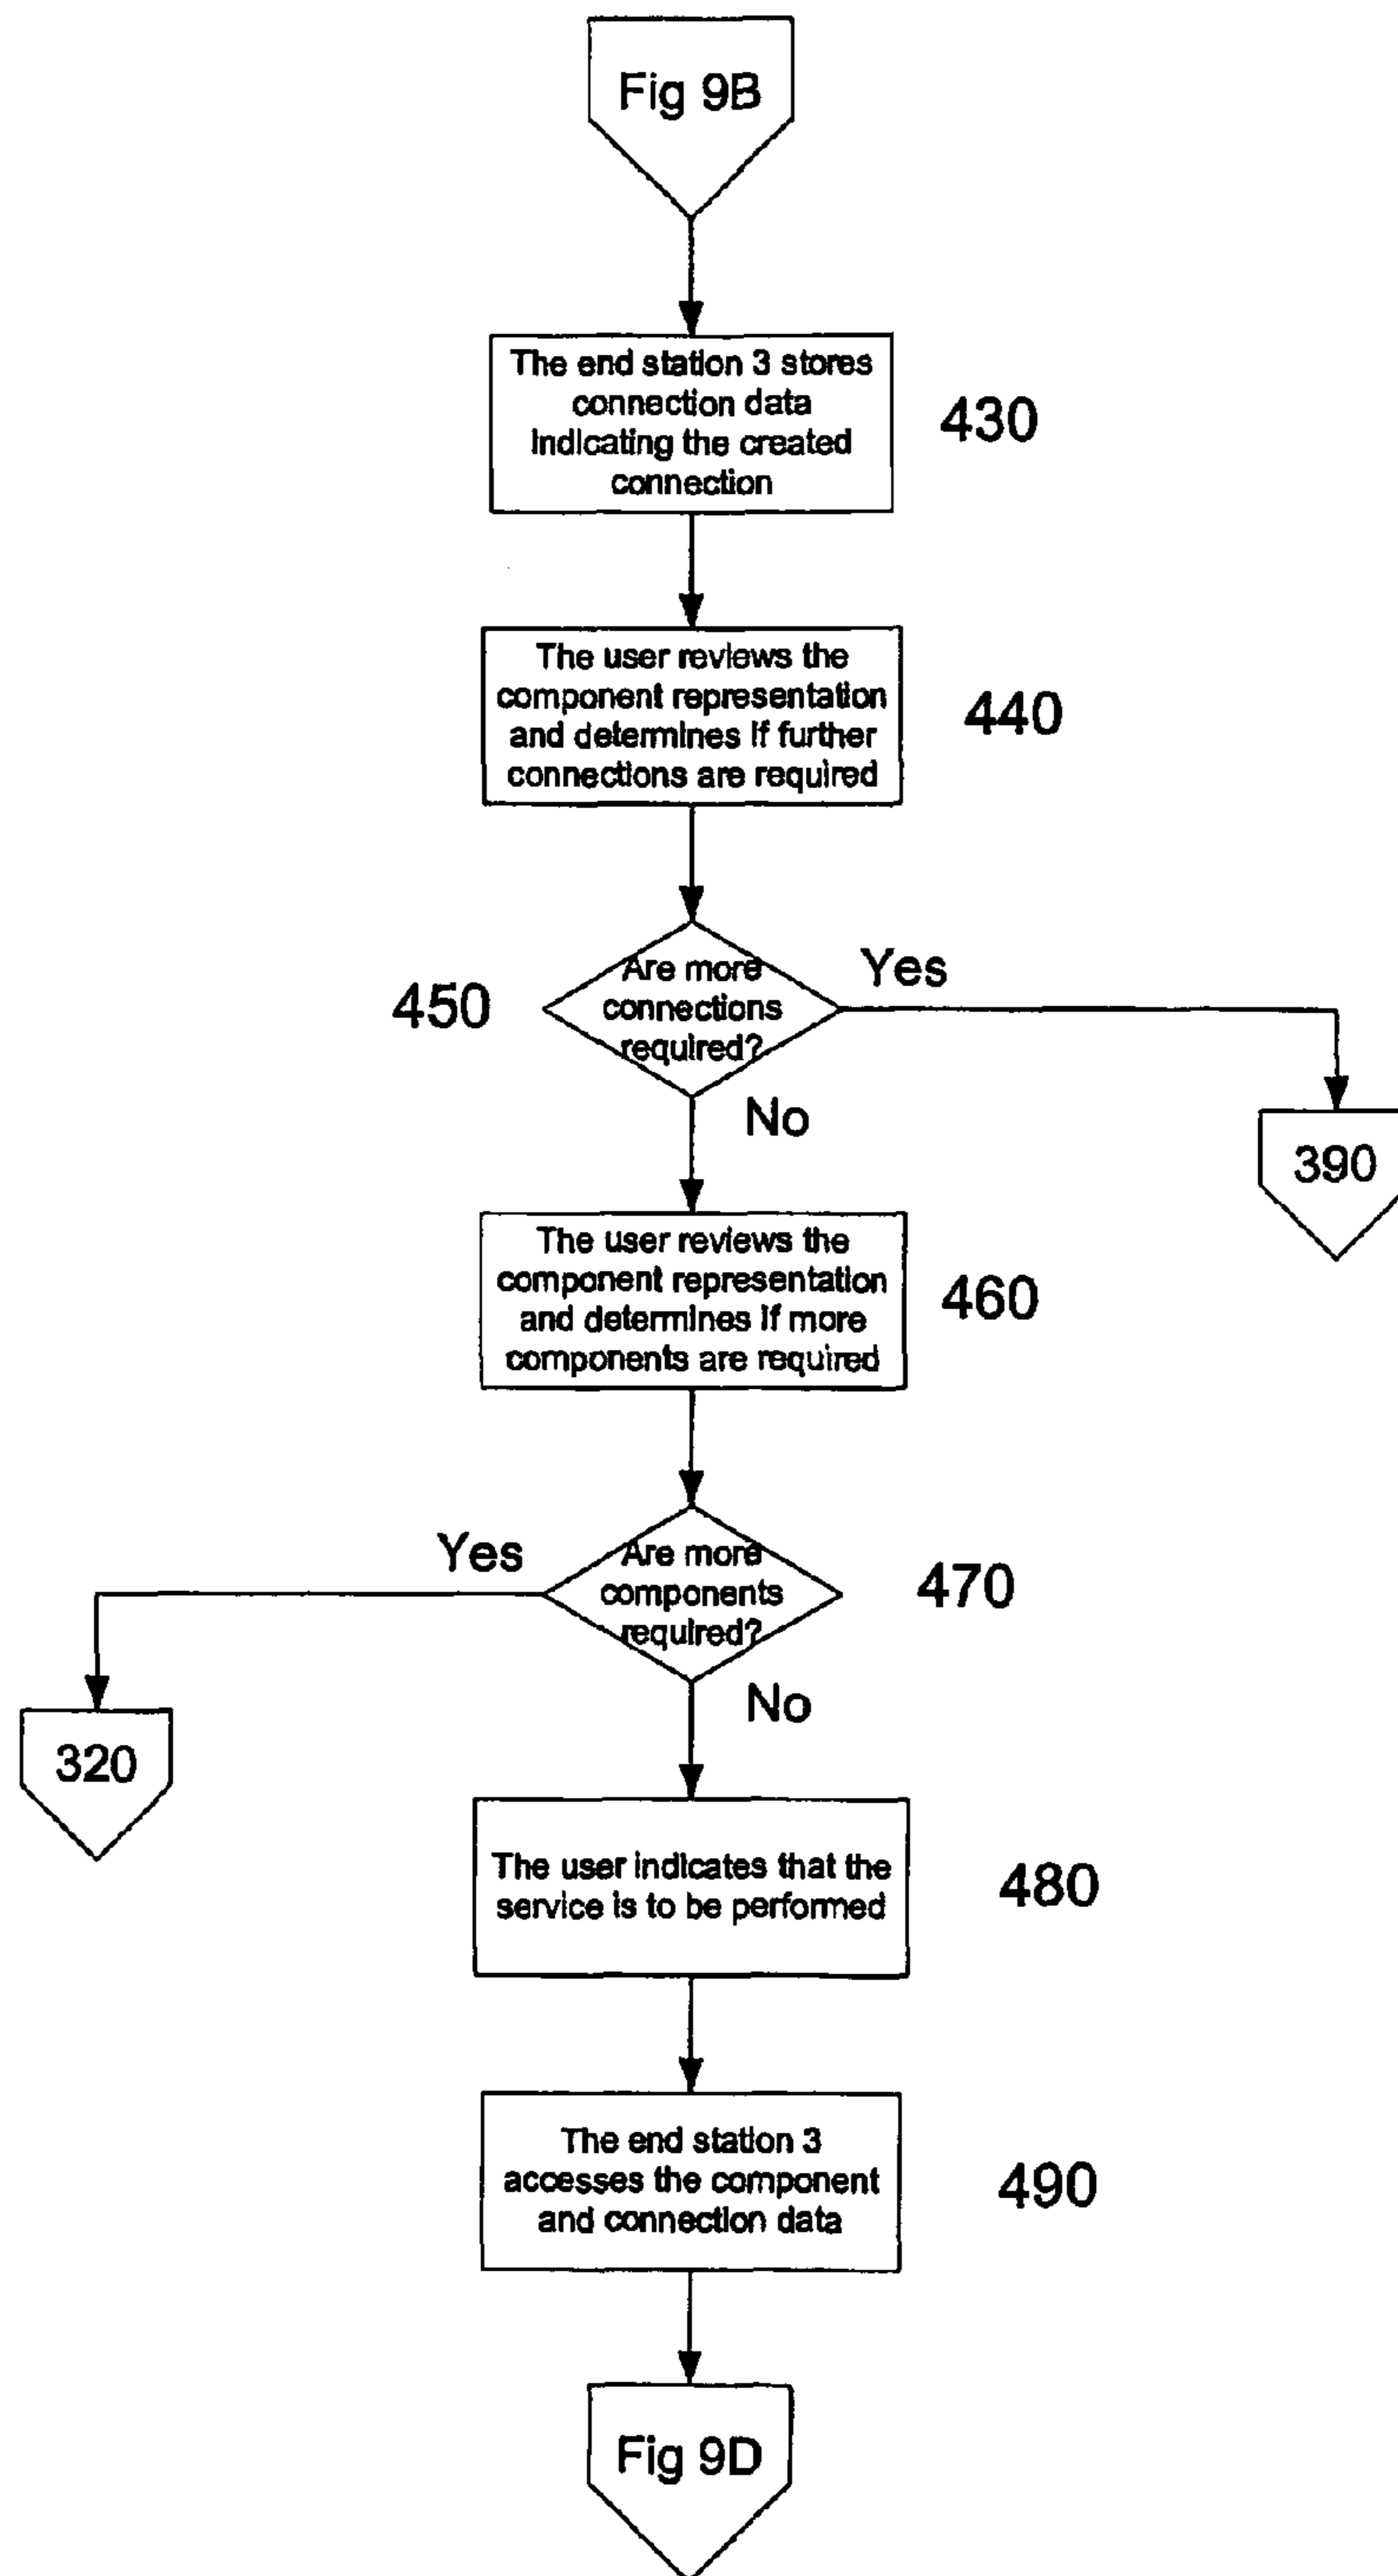 Fig 9B
The end station 3 stores
connection data
indicating the created
connection
430
The user reviews the
component representation
and determines if further
connections are required
440
450
Are more
connections
required?
Yes
No
390
The user reviews the
component representation
and determines if more
components are required
460
Yes
Are more
components
required?
470
No
320
The user indicates that the
service is to be performed
480
The end station 3
accesses the component
and connection data
490
Fig 9D